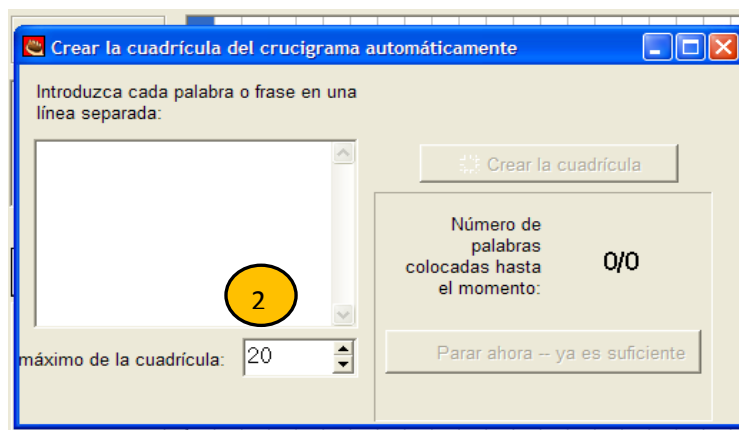 Crear la cuadrícula del crucigrama automáticamente
Introduzca cada palabra o frase en una
línea separada:
Crear la cuadrícula
Número de
palabras
colocadas hasta
el momento:
0/0
2
máximo de la cuadrícula: 20
Parar ahora -- ya es suficiente